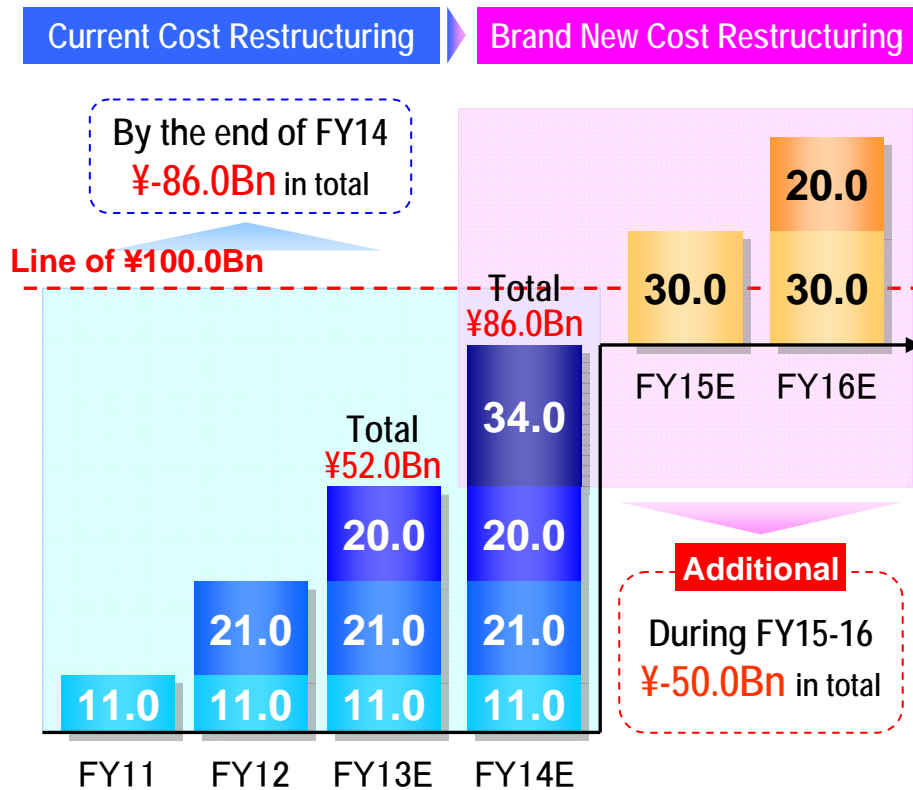 Current Cost Restructuring
Brand New Cost Restructuring
By the end of FY14
¥-86.0Bn in total
Line of ¥100.0Bn
20.0
30.0
30.0
Total
¥86.0Bn
FY15E
FY16E
34.0
Total
¥52.0Bn
20.0
20.0
Additional
During FY15-16
¥-50.0Bn in total
21.0
21.0
21.0
11.0
11.0
11.0
11.0
FY11
FY12
FY13E
FY14E